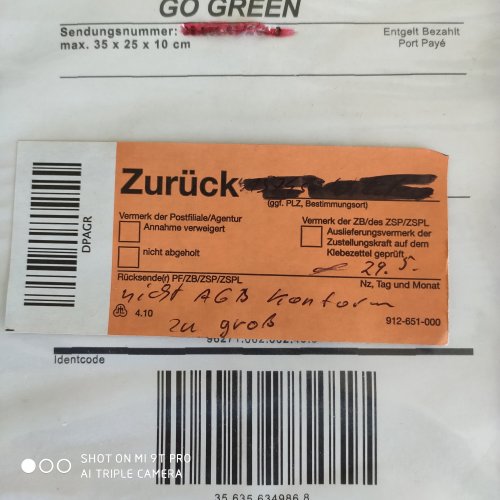 GO GREEN
Sendungsnummer:
max. 35 x 25 x 10 cm
Entgelt Bezahlt
Port Payé
DPAGR
Zurück
(ggf. PLZ, Bestimmungsort)
Vermerk der Postfiliale/Agentur
Annahme verweigert
nicht abgeholt
Vermerk der ZB/des ZSP/ZSPL
Auslieferungsvermerk der
Zustellungskraft auf dem
Klebezettel geprüft
29.5.
Rücksende(r) PF/ZB/ZSP/ZSPL
Nz, Tag und Monat
nicht AGB Konform
zu groß
4.10
912-651-000
Identcode
35.635.634986.8
SHOT ON MI 9T PRO
AI TRIPLE CAMERA